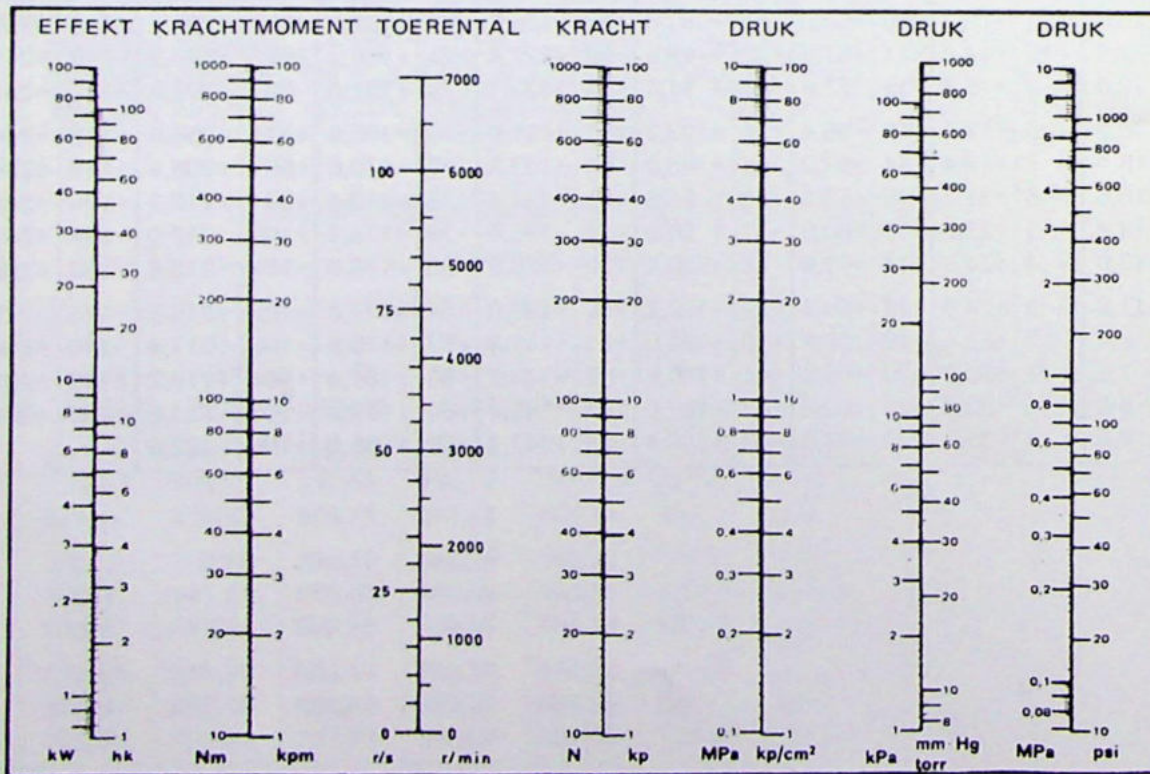 EFFEKT KRACHTMOMENT TOERENTAL KRACHT DRUK DRUK DRUK
100 80 60 40 30 20 10 8 6 4 3 2 1
100 80 60 40 30 20 10 8 6 4 3 2 1
1000 800 600 400 300 200 100 80 60 40 30 20 10
100 80 60 40 30 20 10 8 6 4 3 2 1
100 75 50 25 0
7000 6000 5000 4000 3000 2000 1000 0
1000 800 600 400 300 200 100 80 60 40 30 20 10
100 80 60 40 30 20 10 8 6 4 3 2 1
10 8 6 4 3 2 1 0,8 0,6 0,4 0,3 0,2 0,1
100 80 60 40 30 20 10 8 6 4 3 2 1
100 80 60 40 30 20 10 8 6 4 3 2 1
1000 800 600 400 200 100 80 60 40 30 20 10 8
10 8 6 4 3 2 1 0,8 0,6 0,4 0,2 0,1 0,08
1000 800 600 400 300 200 100 80 60 40 30 20 10
kW hk Nm kpm r/s r/min N kp MPa kp/cm² kPa mm Hg MPa psi
torr